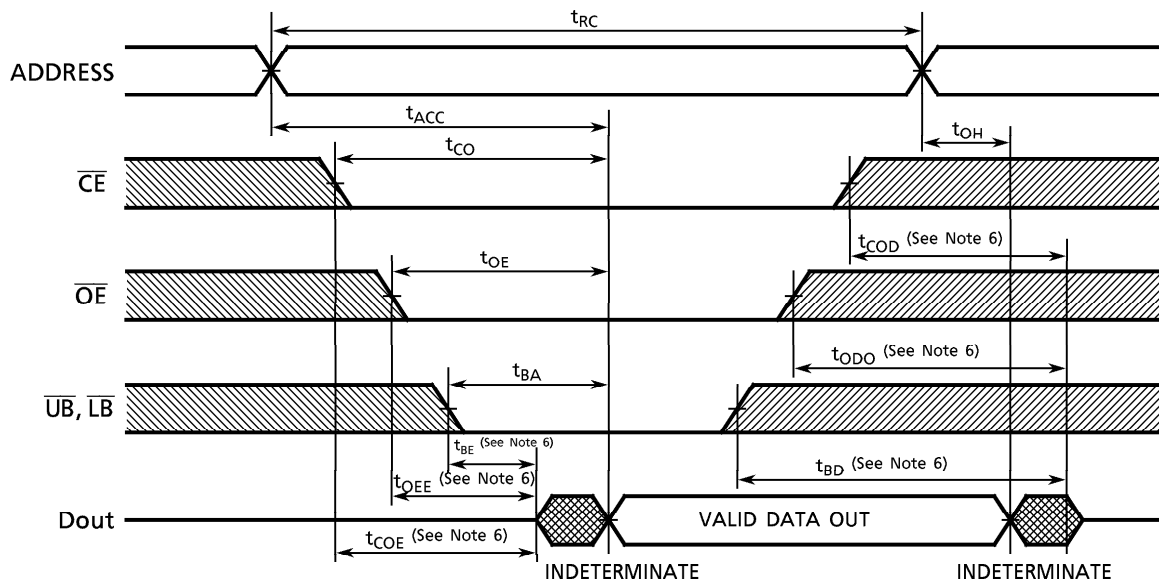 tRC
ADDRESS
tACC
tCO
tOH
CE
tCOD (See Note 6)
tOE
OE
tODO (See Note 6)
tBA
UB, LB
tBE (See Note 6)
tBD (See Note 6)
tOEE (See Note 6)
Dout
VALID DATA OUT
tCOE (See Note 6)
INDETERMINATE
INDETERMINATE